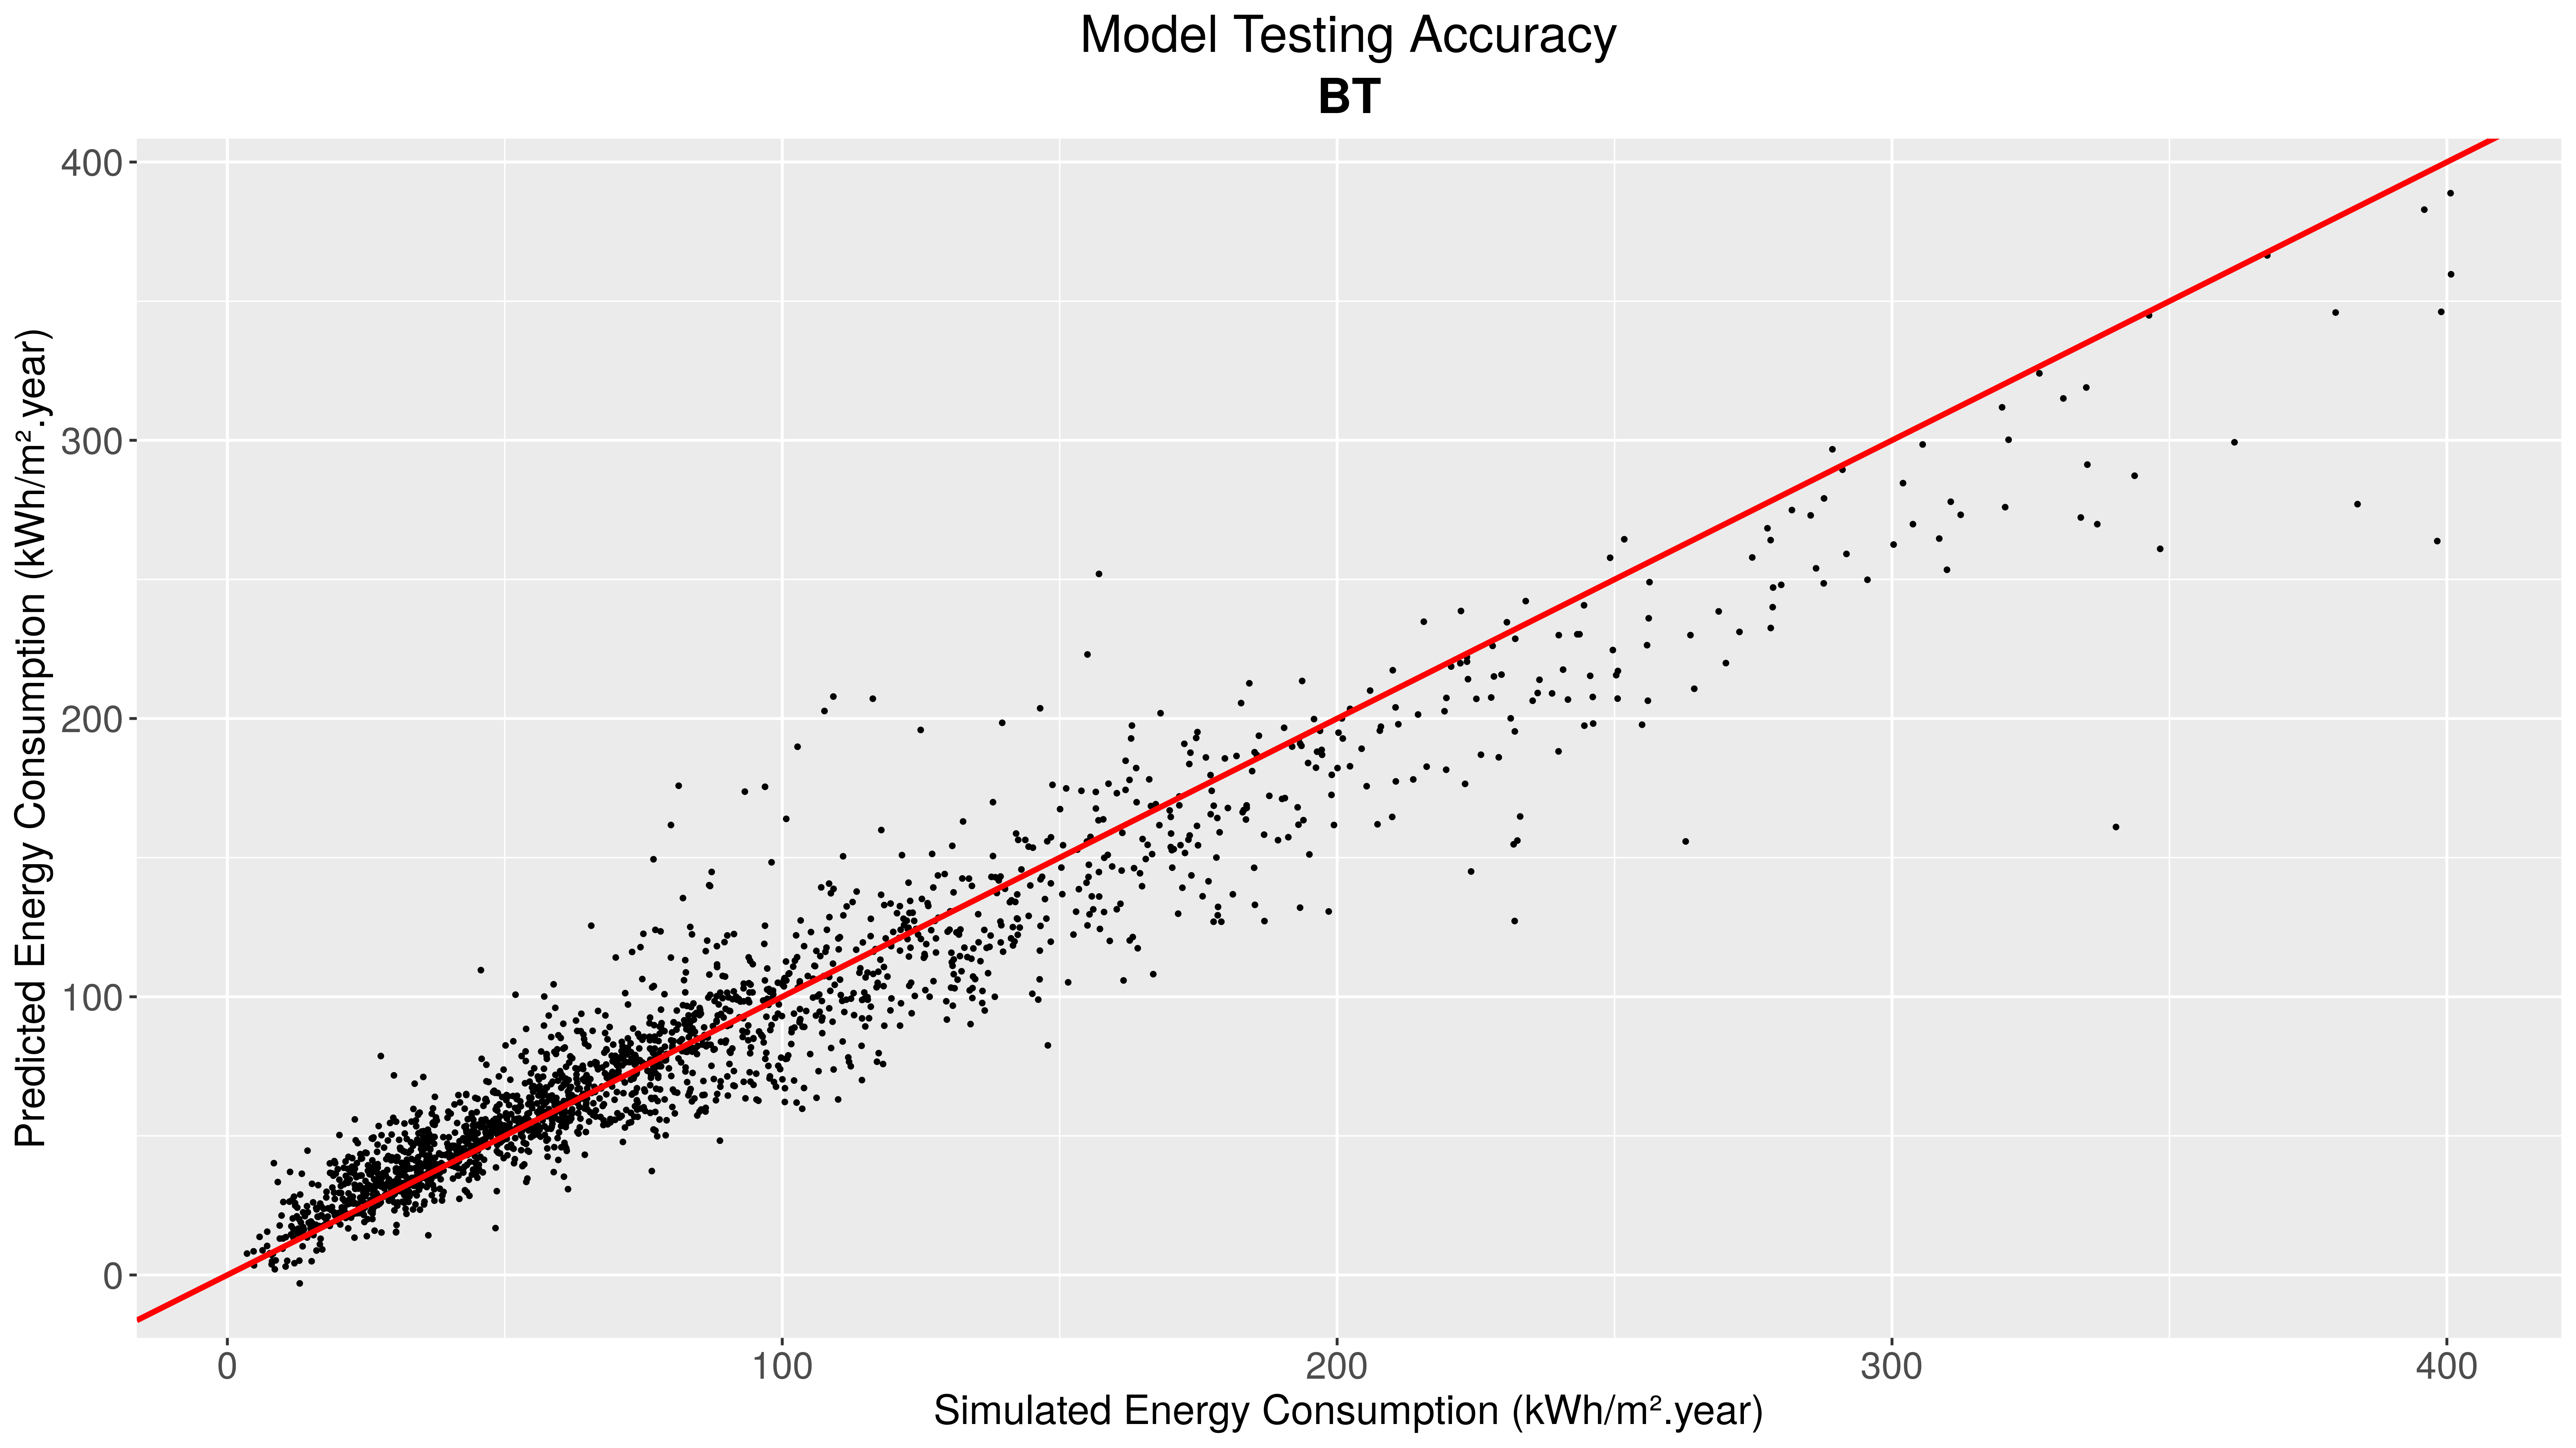 Model Testing Accuracy
BT
Predicted Energy Consumption (kWh/m².year)
400
300
200
100
0
0 100 200 300 400
Simulated Energy Consumption (kWh/m².year)